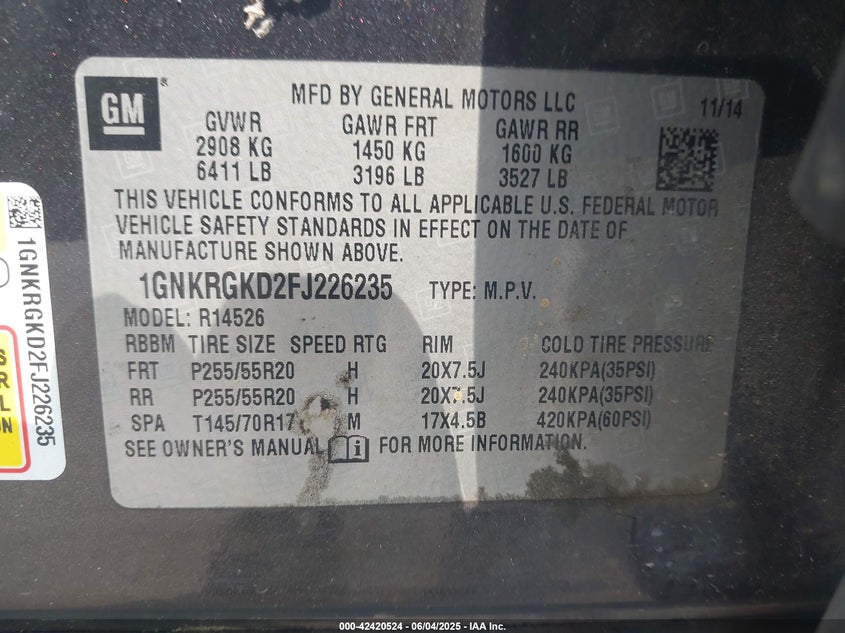 GM
MFD BY GENERAL MOTORS LLC
11/14
GVWR GAWR FRT GAWR RR
2908 KG 1450 KG 1600 KG
6411 LB 3196 LB 3527 LB
THIS VEHICLE CONFORMS TO ALL APPLICABLE U.S. FEDERAL MOTOR
VEHICLE SAFETY STANDARDS IN EFFECT ON THE DATE OF
MANUFACTURE SHOWN ABOVE.
1GNKRGKD2FJ226235 TYPE: M.P.V.
MODEL: R14526
RBBM TIRE SIZE SPEED RTG RIM COLD TIRE PRESSURE
FRT P255/55R20 H 20X7.5J 240KPA(35PSI)
RR P255/55R20 H 20X7.5J 240KPA(35PSI)
SPA T145/70R17 M 17X4.5B 420KPA(60PSI)
SEE OWNER'S MANUAL FOR MORE INFORMATION.
1GNKRGKD2FJ226235
000-42420524 - 06/04/2025 - IAA Inc.